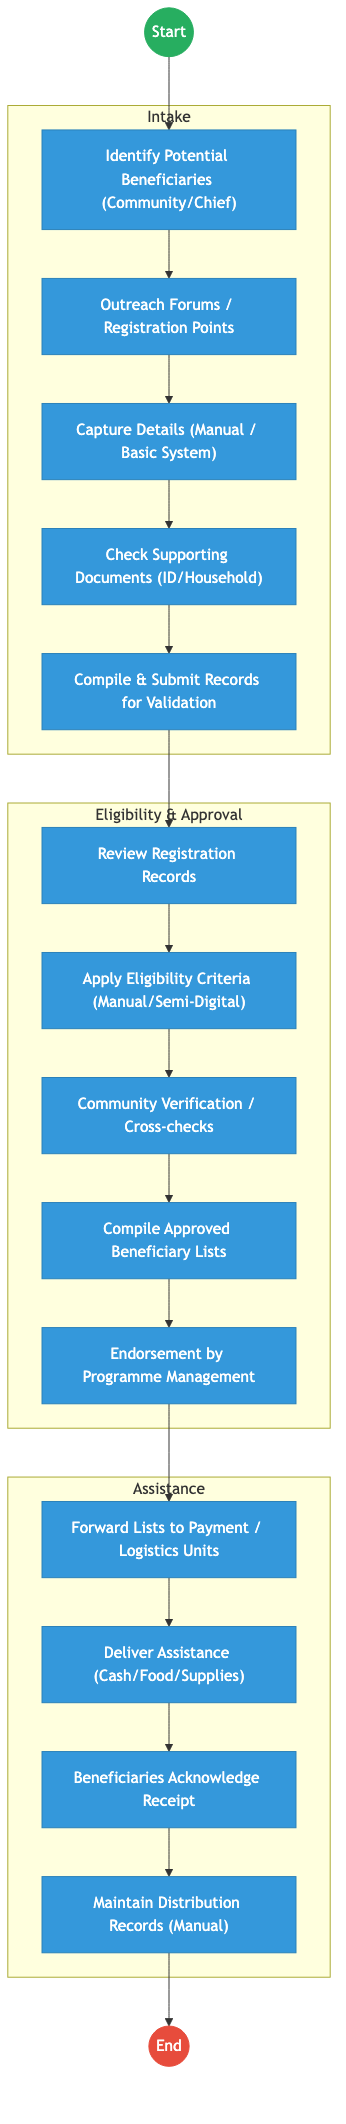 Start
Intake
Identify Potential
Beneficiaries
(Community/Chief)
Outreach Forums /
Registration Points
Capture Details (Manual /
Basic System)
Check Supporting
Documents (ID/Household)
Compile & Submit Records
for Validation
Eligibility & Approval
Review Registration
Records
Apply Eligibility Criteria
(Manual/Semi-Digital)
Community Verification /
Cross-checks
Compile Approved
Beneficiary Lists
Endorsement by
Programme Management
Assistance
Forward Lists to Payment /
Logistics Units
Deliver Assistance
(Cash/Food/Supplies)
Beneficiaries Acknowledge
Receipt
Maintain Distribution
Records (Manual)
End